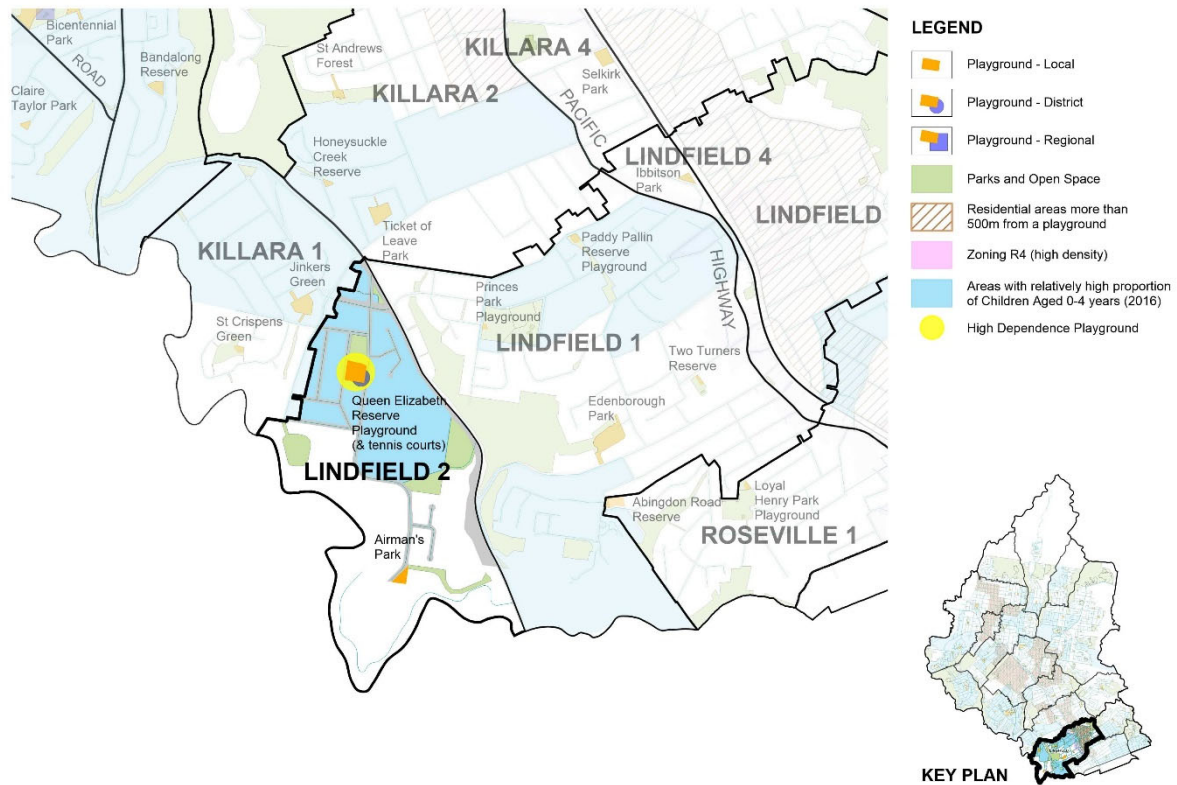 Bicentennial
Park
ROAD
Bandalong
Reserve
Claire
Taylor Park
St Andrews
Forest
KILLARA 4
Selkirk
Park
KILLARA 2
PACIFIC
Honeysuckle
Creek
Reserve
LINDFIELD 4
Ibbitson
Park
LINDFIELD
KILLARA 1
Ticket of
Leave
Park
Paddy Pallin
Reserve
Playground
HIGHWAY
Jinkers
Green
Princes
Park
Playground
St Crispens
Green
LINDFIELD 1
Two Turners
Reserve
Queen Elizabeth
Reserve
Playground
(& tennis courts)
Edenborough
Park
LINDFIELD 2
Abingdon Road
Reserve
Loyal
Henry Park
Playground
ROSEVILLE 1
Airman's
Park
LEGEND
Playground - Local
Playground - District
Playground - Regional
Parks and Open Space
Residential areas more than
500m from a playground
Zoning R4 (high density)
Areas with relatively high proportion
of Children Aged 0-4 years (2016)
High Dependence Playground
KEY PLAN